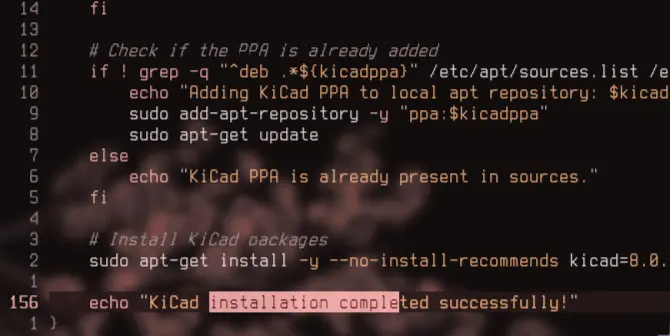 14 fi
13
12 # Check if the PPA is already added
11 if ! grep -q "^deb .*${kicadppa}" /etc/apt/sources.list /e
10 echo "Adding KiCad PPA to local apt repository: $kicad
9 sudo add-apt-repository -y "ppa:$kicadppa"
8 sudo apt-get update
7 else
6 echo "KiCad PPA is already present in sources."
5 fi
4
3 # Install KiCad packages
2 sudo apt-get install -y --no-install-recommends kicad=8.0.
1
156 echo "KiCad installation completed successfully!"
1 }